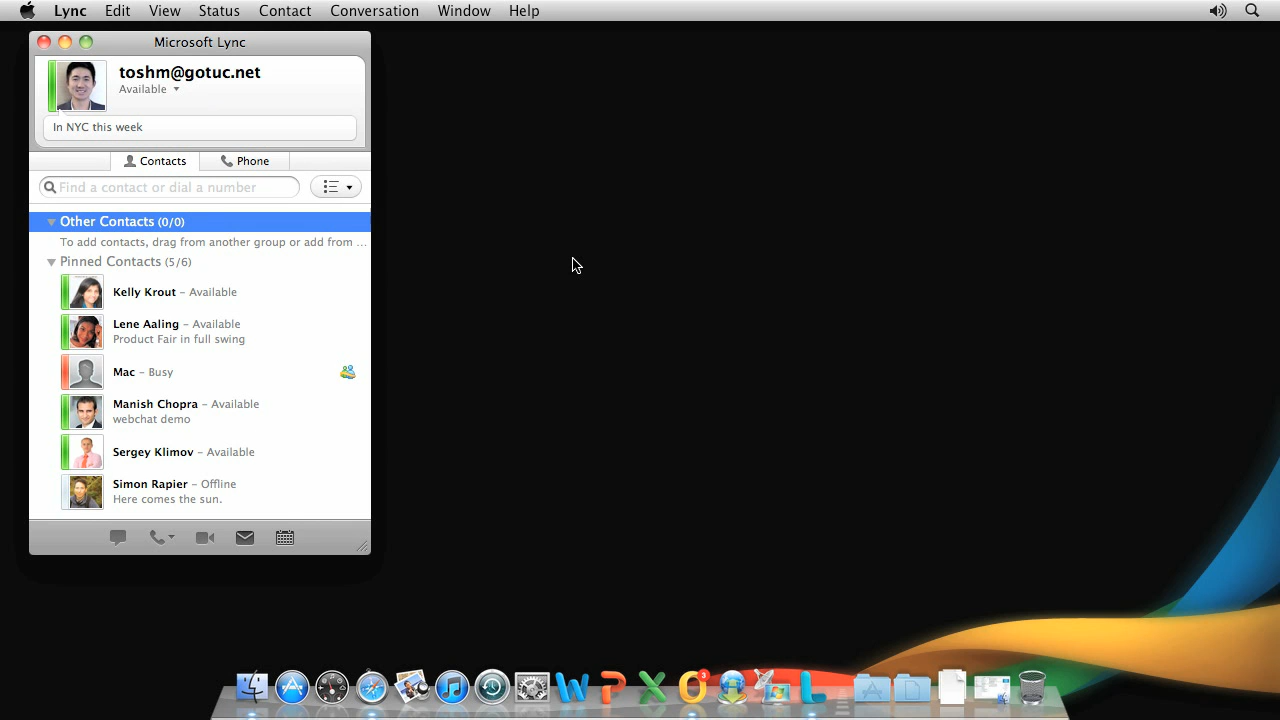 Lync Edit View Status Contact Conversation Window Help
Microsoft Lync
toshm@gotuc.net
Available
In NYC this week
Contacts Phone
Find a contact or dial a number
Other Contacts (0/0)
To add contacts, drag from another group or add from ...
Pinned Contacts (5/6)
Kelly Krout – Available
Lene Aaling – Available
Product Fair in full swing
Mac – Busy
Manish Chopra – Available
webchat demo
Sergey Klimov – Available
Simon Rapier – Offline
Here comes the sun.
W P X O 3 L